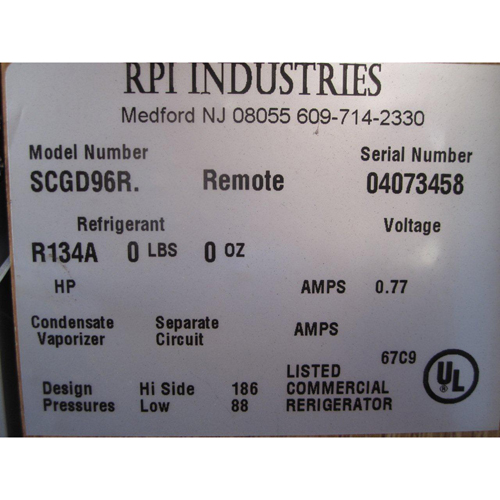 RPI INDUSTRIES
Medford NJ 08055 609-714-2330
Model Number Serial Number
SCGD96R. Remote 04073458
Refrigerant Voltage
R134A 0 LBS 0 OZ
HP AMPS 0.77
Condensate Separate AMPS
Vaporizer Circuit
67C9
LISTED
Design Hi Side 186 COMMERCIAL
Pressures Low 88 RERIGERATOR
UL